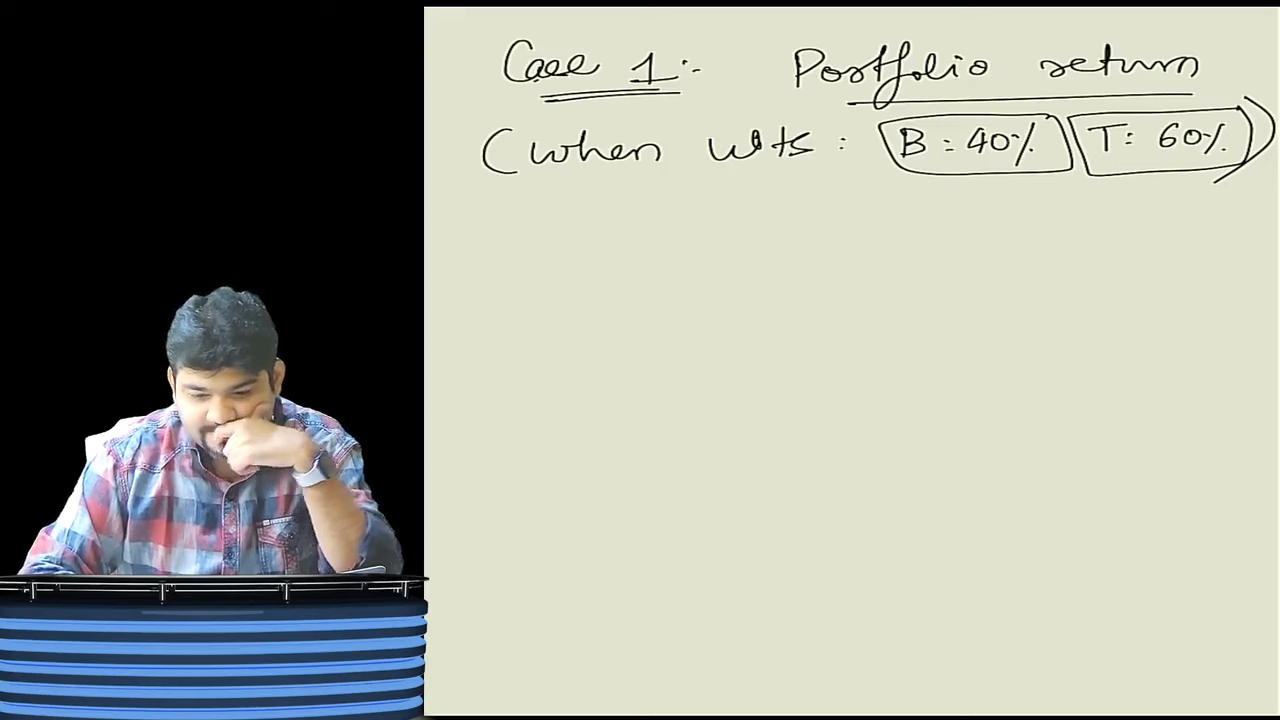 Case 1:- Portfolio return
(when wts : B = 40% T = 60%)